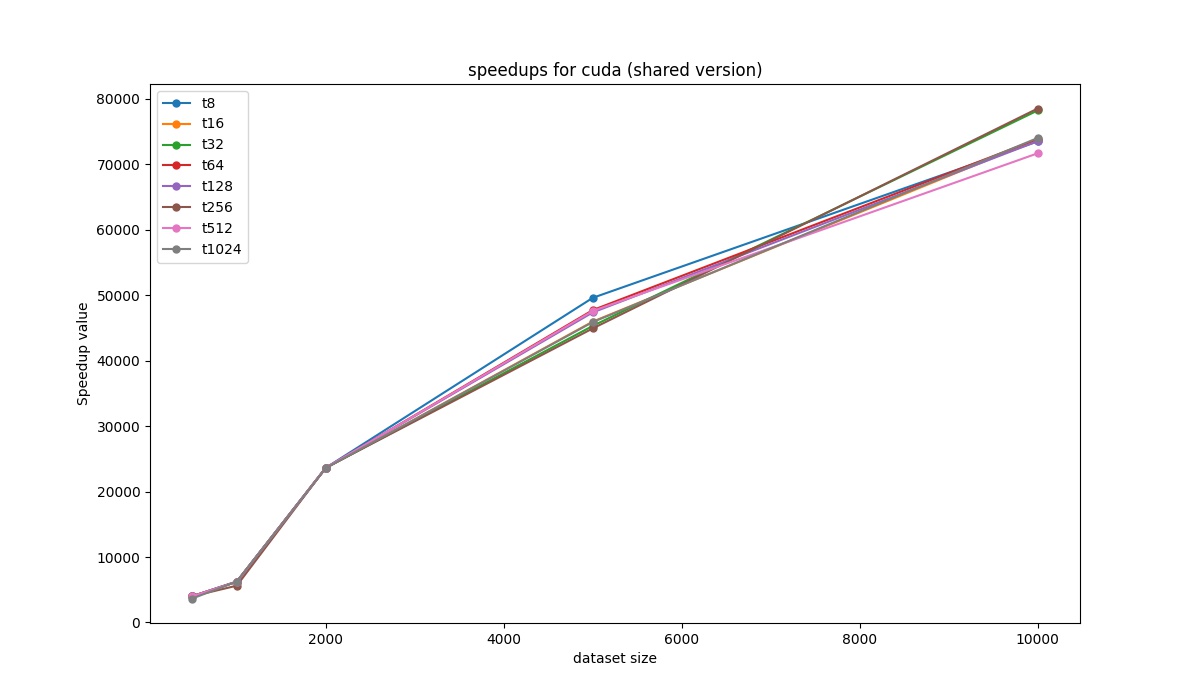 speedups for cuda (shared version)
t8
t16
t32
t64
t128
t256
t512
t1024
Speedup value
80000
70000
60000
50000
40000
30000
20000
10000
0
2000 4000 6000 8000 10000
dataset size